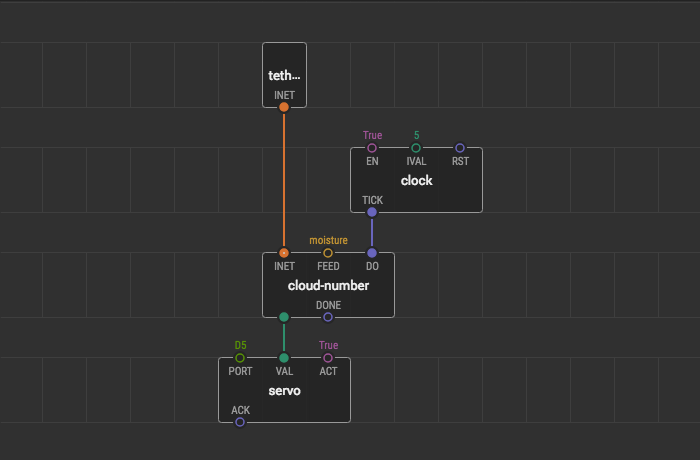 teth...
INET
True 5
EN IVAL RST
clock
TICK
moisture
INET FEED DO
cloud-number
DONE
D5 True
PORT VAL ACT
servo
ACK